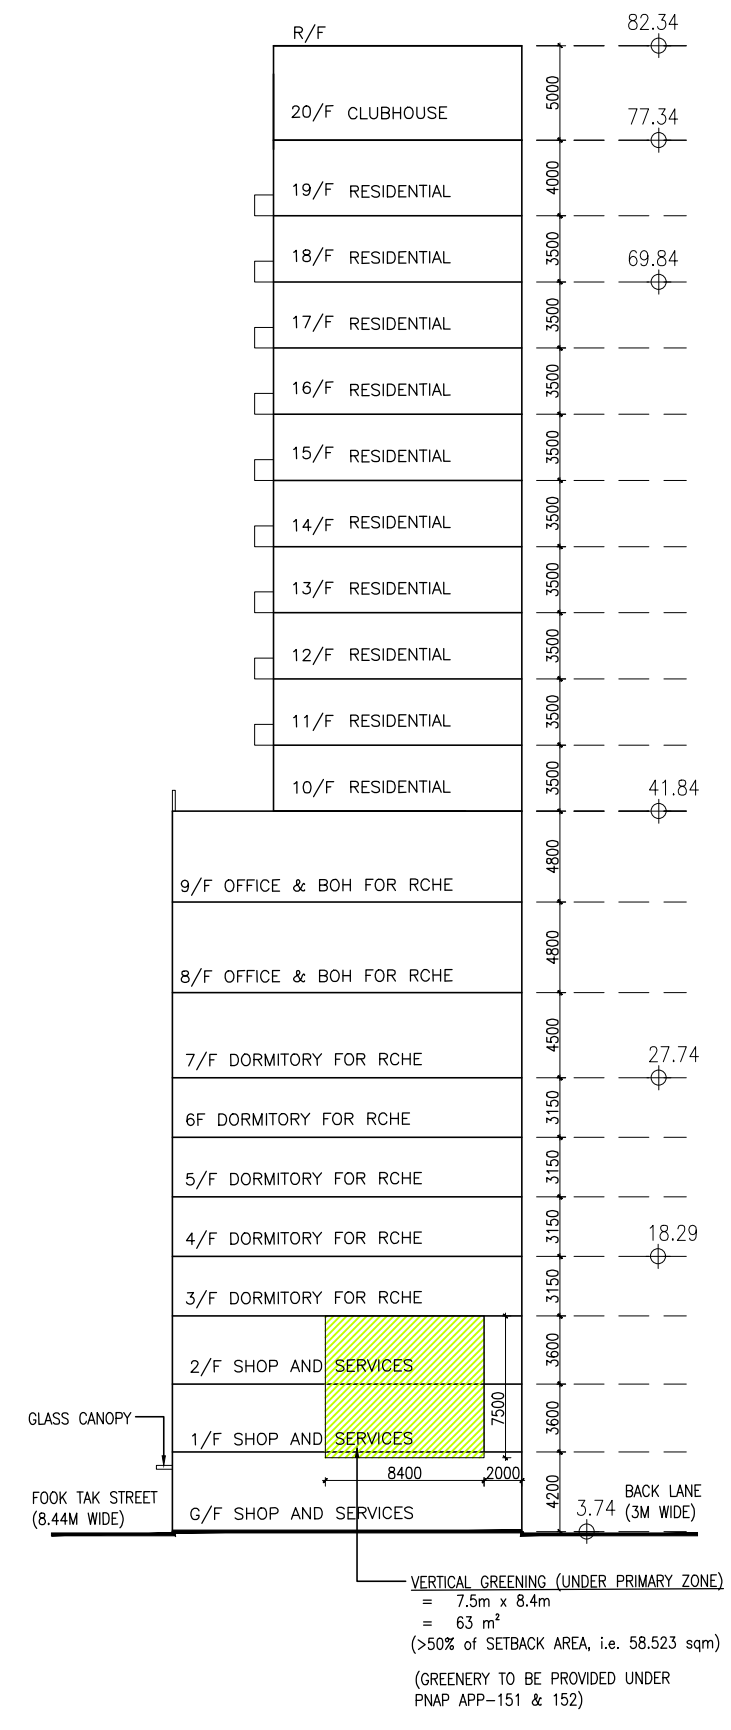 R/F
82.34
5000
20/F CLUBHOUSE
77.34
4000
19/F RESIDENTIAL
3500
18/F RESIDENTIAL
69.84
3500
17/F RESIDENTIAL
3500
16/F RESIDENTIAL
3500
15/F RESIDENTIAL
3500
14/F RESIDENTIAL
3500
13/F RESIDENTIAL
3500
12/F RESIDENTIAL
3500
11/F RESIDENTIAL
3500
10/F RESIDENTIAL
41.84
4800
9/F OFFICE & BOH FOR RCHE
4800
8/F OFFICE & BOH FOR RCHE
4500
7/F DORMITORY FOR RCHE
27.74
3150
6F DORMITORY FOR RCHE
3150
5/F DORMITORY FOR RCHE
3150
4/F DORMITORY FOR RCHE
18.29
3150
3/F DORMITORY FOR RCHE
3600
2/F SHOP AND SERVICES
7500
3600
GLASS CANOPY
1/F SHOP AND SERVICES
8400
2000
4200
FOOK TAK STREET
(8.44M WIDE)
G/F SHOP AND SERVICES
3.74
BACK LANE
(3M WIDE)
VERTICAL GREENING (UNDER PRIMARY ZONE)
= 7.5m x 8.4m
= 63 m²
(>50% of SETBACK AREA, i.e. 58.523 sqm)
(GREENERY TO BE PROVIDED UNDER
PNAP APP-151 & 152)